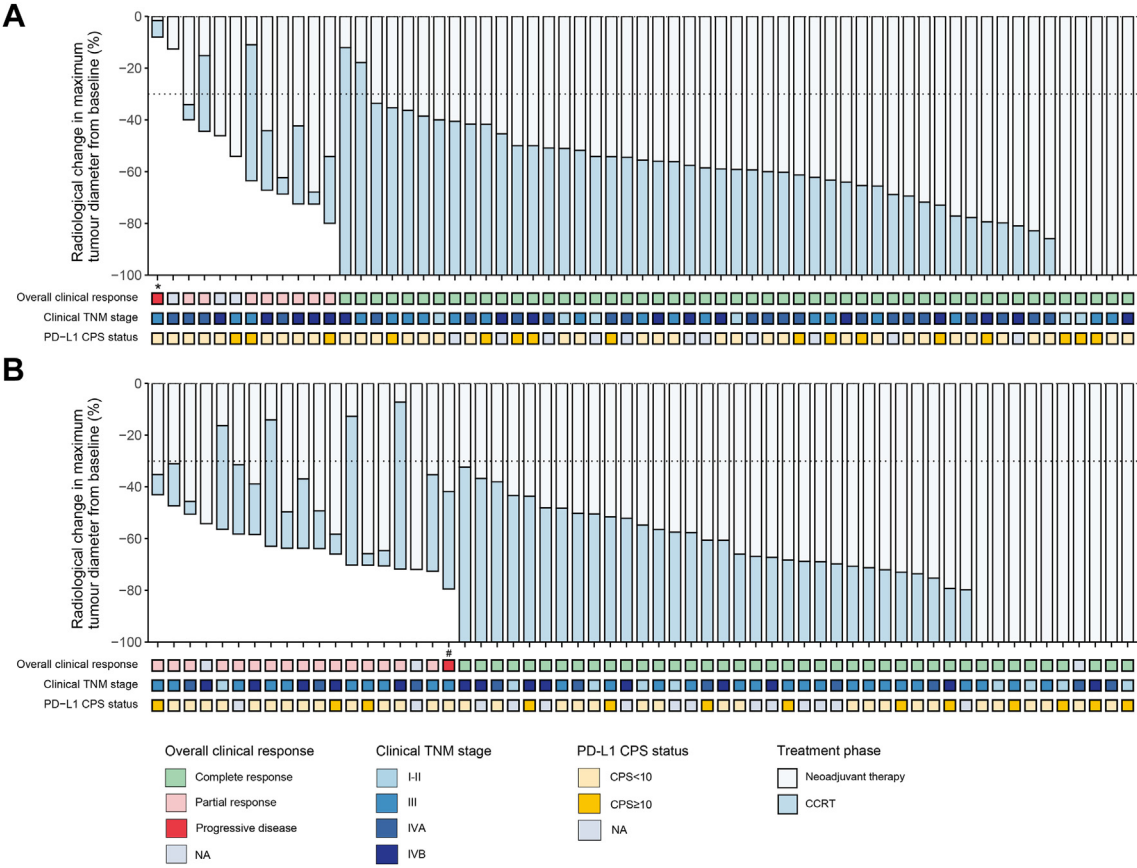 A
Radiological change in maximum
tumour diameter from baseline (%)
0
−20
−40
−60
−80
−100
*
Overall clinical response
Clinical TNM stage
PD−L1 CPS status
B
Radiological change in maximum
tumour diameter from baseline (%)
0
−20
−40
−60
−80
−100
#
Overall clinical response
Clinical TNM stage
PD−L1 CPS status
Overall clinical response
Complete response
Partial response
Progressive disease
NA
Clinical TNM stage
I-II
III
IVA
IVB
PD-L1 CPS status
CPS<10
CPS≥10
NA
Treatment phase
Neoadjuvant therapy
CCRT